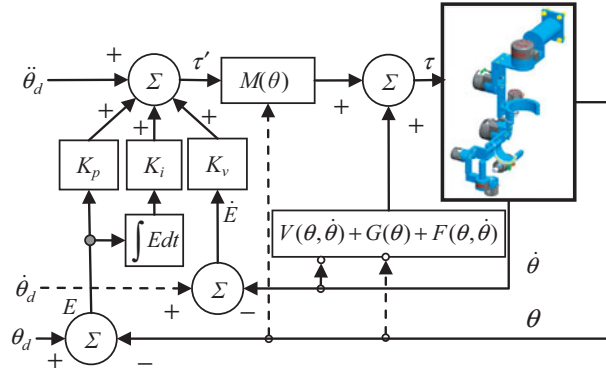 θ̈_d + Σ τ′ M(θ) + Σ τ
+ + + +
K_p K_i K_v
Ė
∫Edt
V(θ,θ̇)+G(θ)+F(θ,θ̇)
θ̇
θ̇_d + Σ −
E
θ
θ_d + Σ −